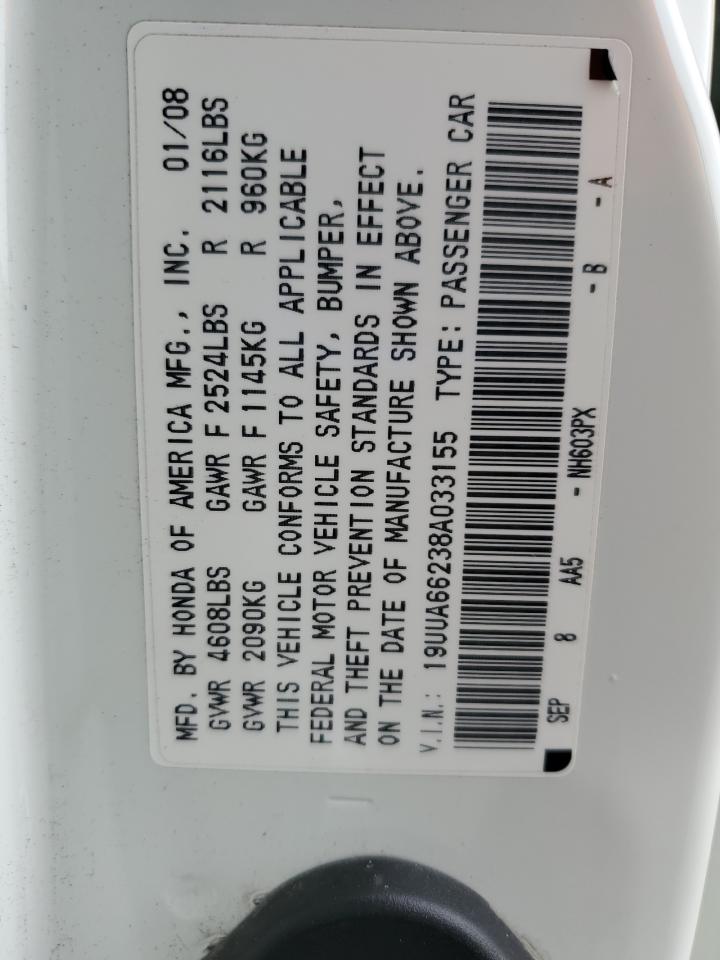 MFD. BY HONDA OF AMERICA MFG., INC. 01/08
GVWR 4608LBS GAWR F 2524LBS R 2116LBS
GVWR 2090KG GAWR F 1145KG R 960KG
THIS VEHICLE CONFORMS TO ALL APPLICABLE
FEDERAL MOTOR VEHICLE SAFETY, BUMPER,
AND THEFT PREVENTION STANDARDS IN EFFECT
ON THE DATE OF MANUFACTURE SHOWN ABOVE.
V.I.N.: 19UUA66238A033155 TYPE: PASSENGER CAR
SEP 8 AA5 - NH603PX - B - A